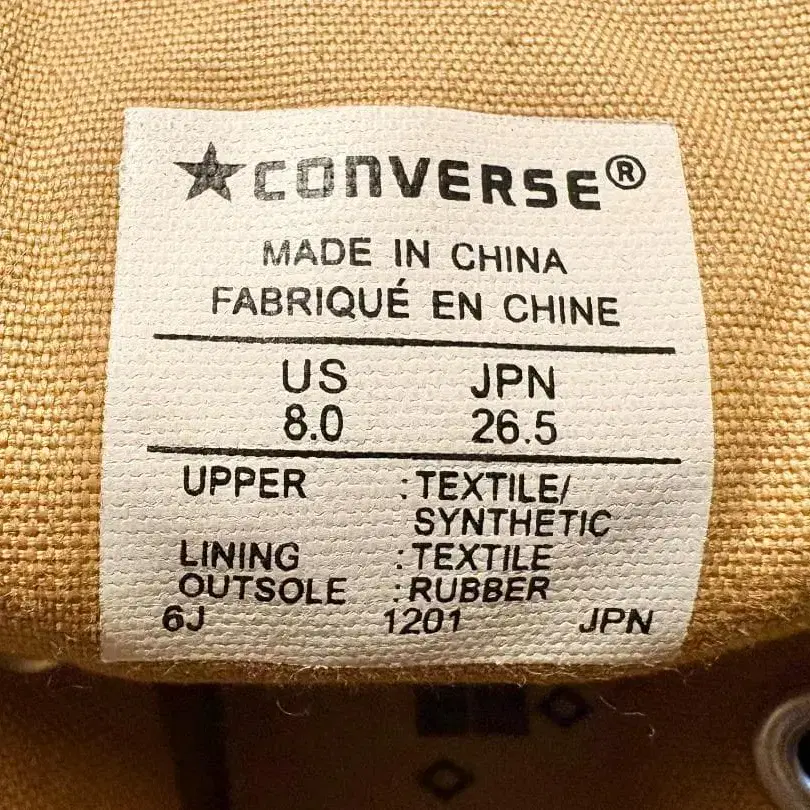 CONVERSE®
MADE IN CHINA
FABRIQUÉ EN CHINE
US JPN
8.0 26.5
UPPER : TEXTILE/
SYNTHETIC
LINING : TEXTILE
OUTSOLE : RUBBER
6J 1201 JPN